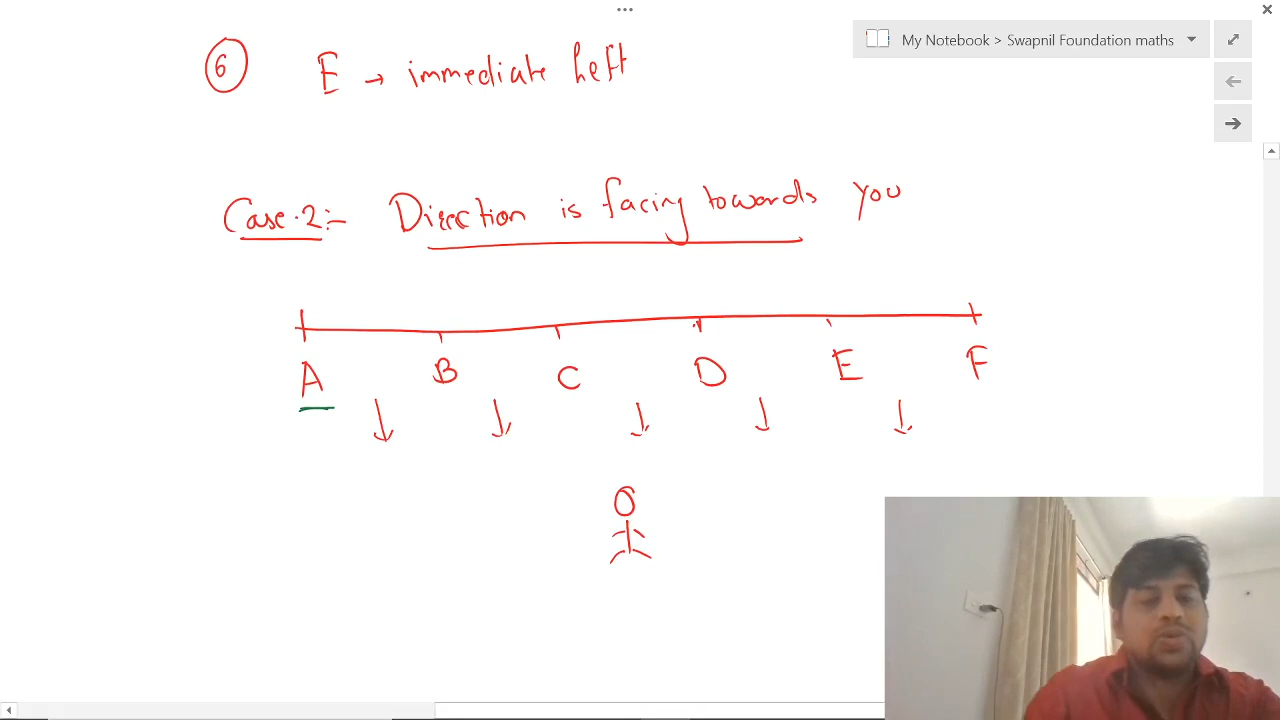 My Notebook > Swapnil Foundation maths
6 E → immediate Left
Case.2:- Direction is facing towards you
A B C D E F